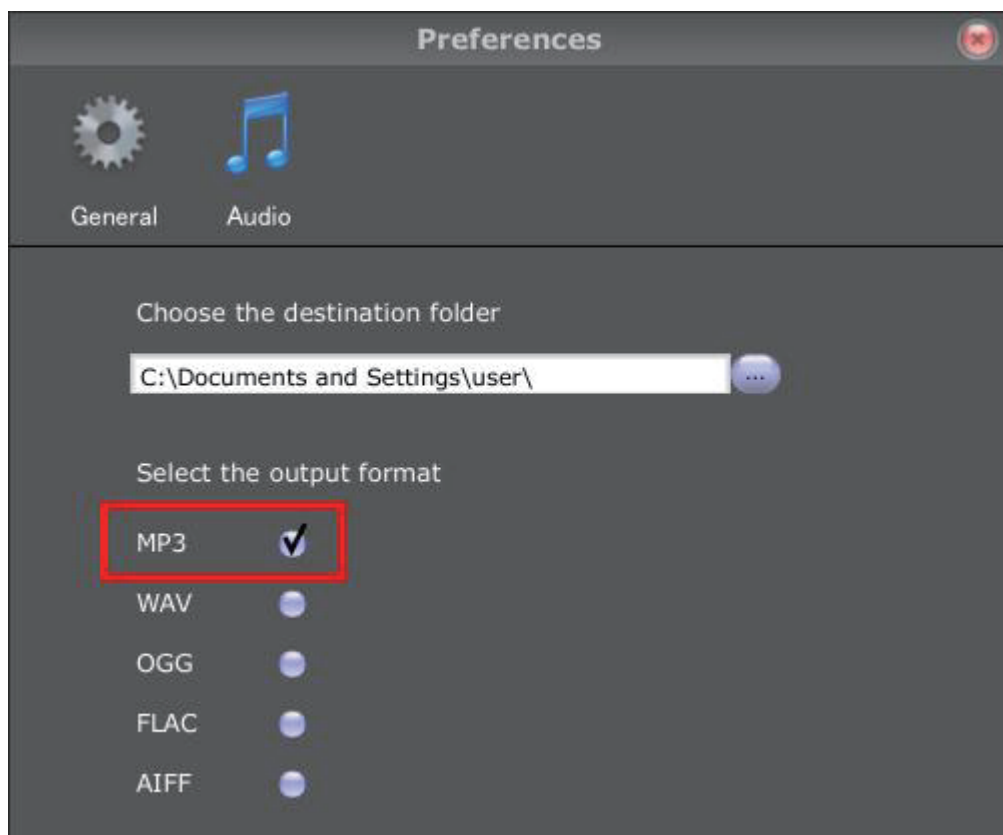 Preferences
General Audio
Choose the destination folder
C:\Documents and Settings\user\
...
Select the output format
MP3
WAV
OGG
FLAC
AIFF